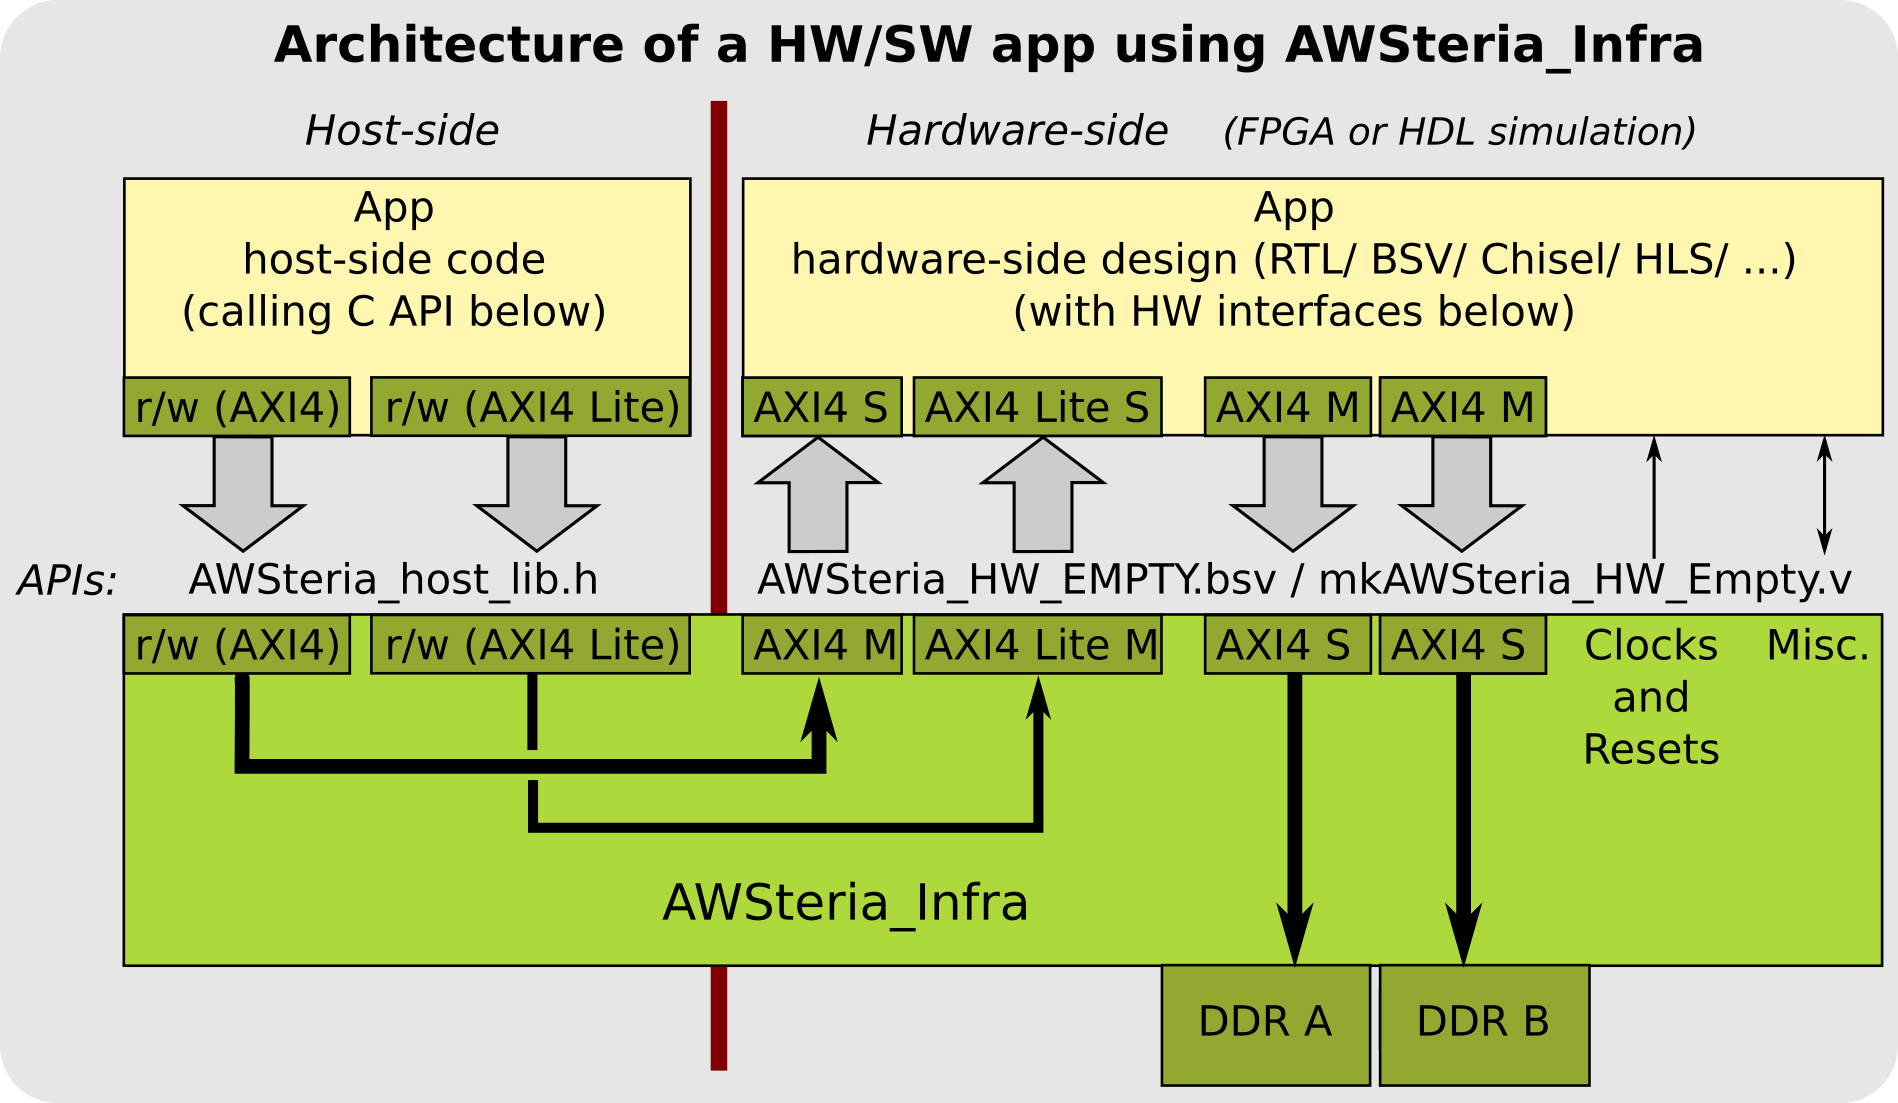 Architecture of a HW/SW app using AWSteria_Infra
Host-side
Hardware-side (FPGA or HDL simulation)
App
host-side code
(calling C API below)
App
hardware-side design (RTL/ BSV/ Chisel/ HLS/ ...)
(with HW interfaces below)
r/w (AXI4)
r/w (AXI4 Lite)
AXI4 S
AXI4 Lite S
AXI4 M
AXI4 M
APIs:
AWSteria_host_lib.h
AWSteria_HW_EMPTY.bsv / mkAWSteria_HW_Empty.v
r/w (AXI4)
r/w (AXI4 Lite)
AXI4 M
AXI4 Lite M
AXI4 S
AXI4 S
Clocks
and
Resets
Misc.
AWSteria_Infra
DDR A
DDR B